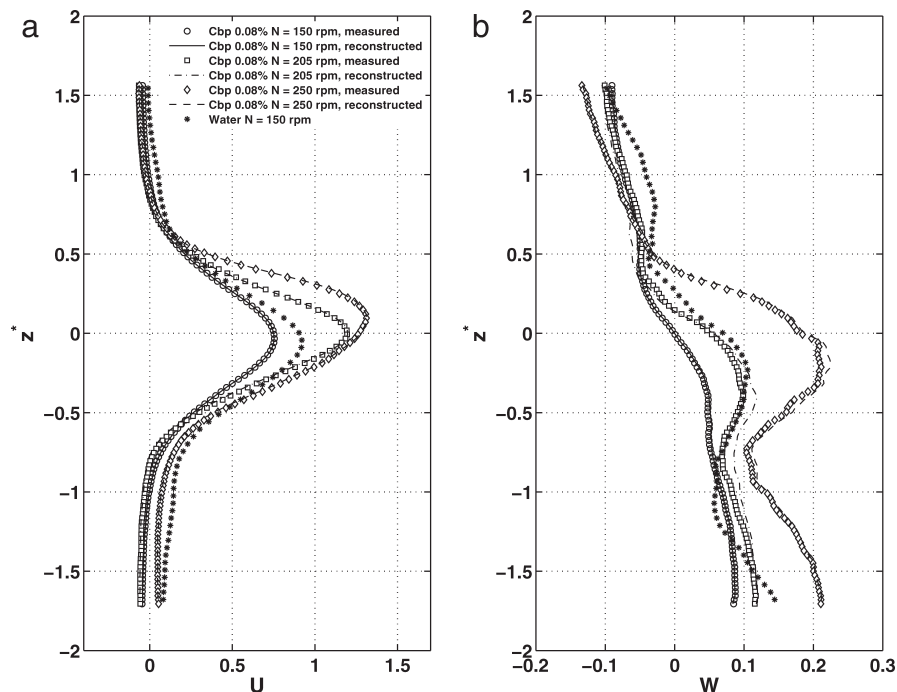 a
2
1.5
1
0.5
0
−0.5
−1
−1.5
−2
z*
0
0.5
1
1.5
U
Cbp 0.08% N = 150 rpm, measured
Cbp 0.08% N = 150 rpm, reconstructed
Cbp 0.08% N = 205 rpm, measured
Cbp 0.08% N = 205 rpm, reconstructed
Cbp 0.08% N = 250 rpm, measured
Cbp 0.08% N = 250 rpm, reconstructed
Water N = 150 rpm
b
2
1.5
1
0.5
0
−0.5
−1
−1.5
−2
z*
−0.2
−0.1
0
0.1
0.2
0.3
W